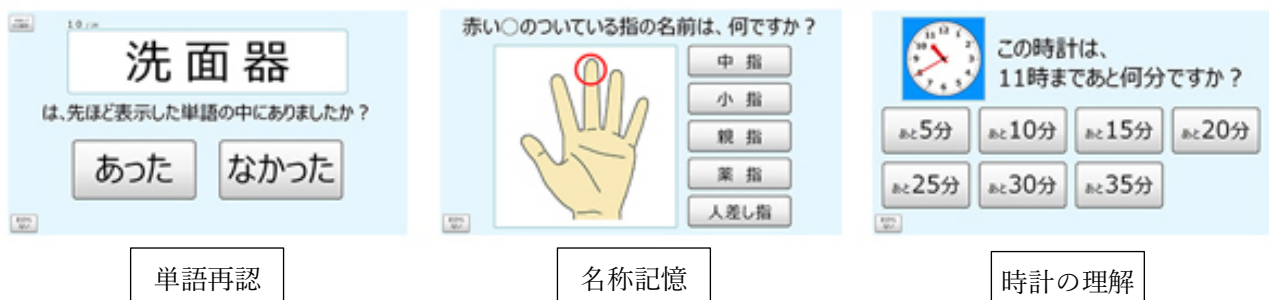 10/
洗面器
は、先ほど表示した単語の中にありましたか？
あった
なかった
単語再認
赤い○のついている指の名前は、何ですか？
中 指
小 指
親 指
薬 指
人差し指
名称記憶
12
11
この時計は、
11時まであと何分ですか？
あと5分
あと10分
あと15分
あと20分
あと25分
あと30分
あと35分
時計の理解